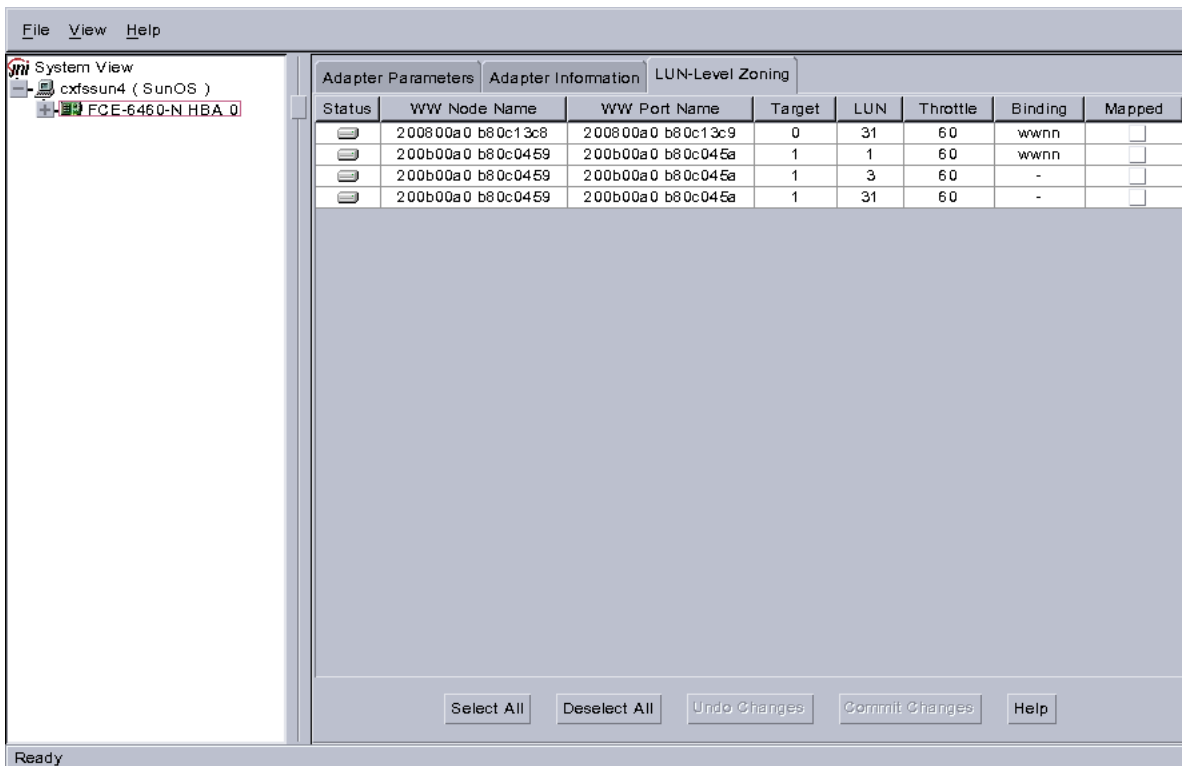 File View Help
jni System View
cxfssun4 ( SunOS )
FCE-6460-N HBA 0
Adapter Parameters Adapter Information LUN-Level Zoning
Status WW Node Name WW Port Name Target LUN Throttle Binding Mapped
200800a0 b80c13c8 200800a0 b80c13c9 0 31 60 wwnn
200b00a0 b80c0459 200b00a0 b80c045a 1 1 60 wwnn
200b00a0 b80c0459 200b00a0 b80c045a 1 3 60 -
200b00a0 b80c0459 200b00a0 b80c045a 1 31 60 -
Select All Deselect All Undo Changes Commit Changes Help
Ready